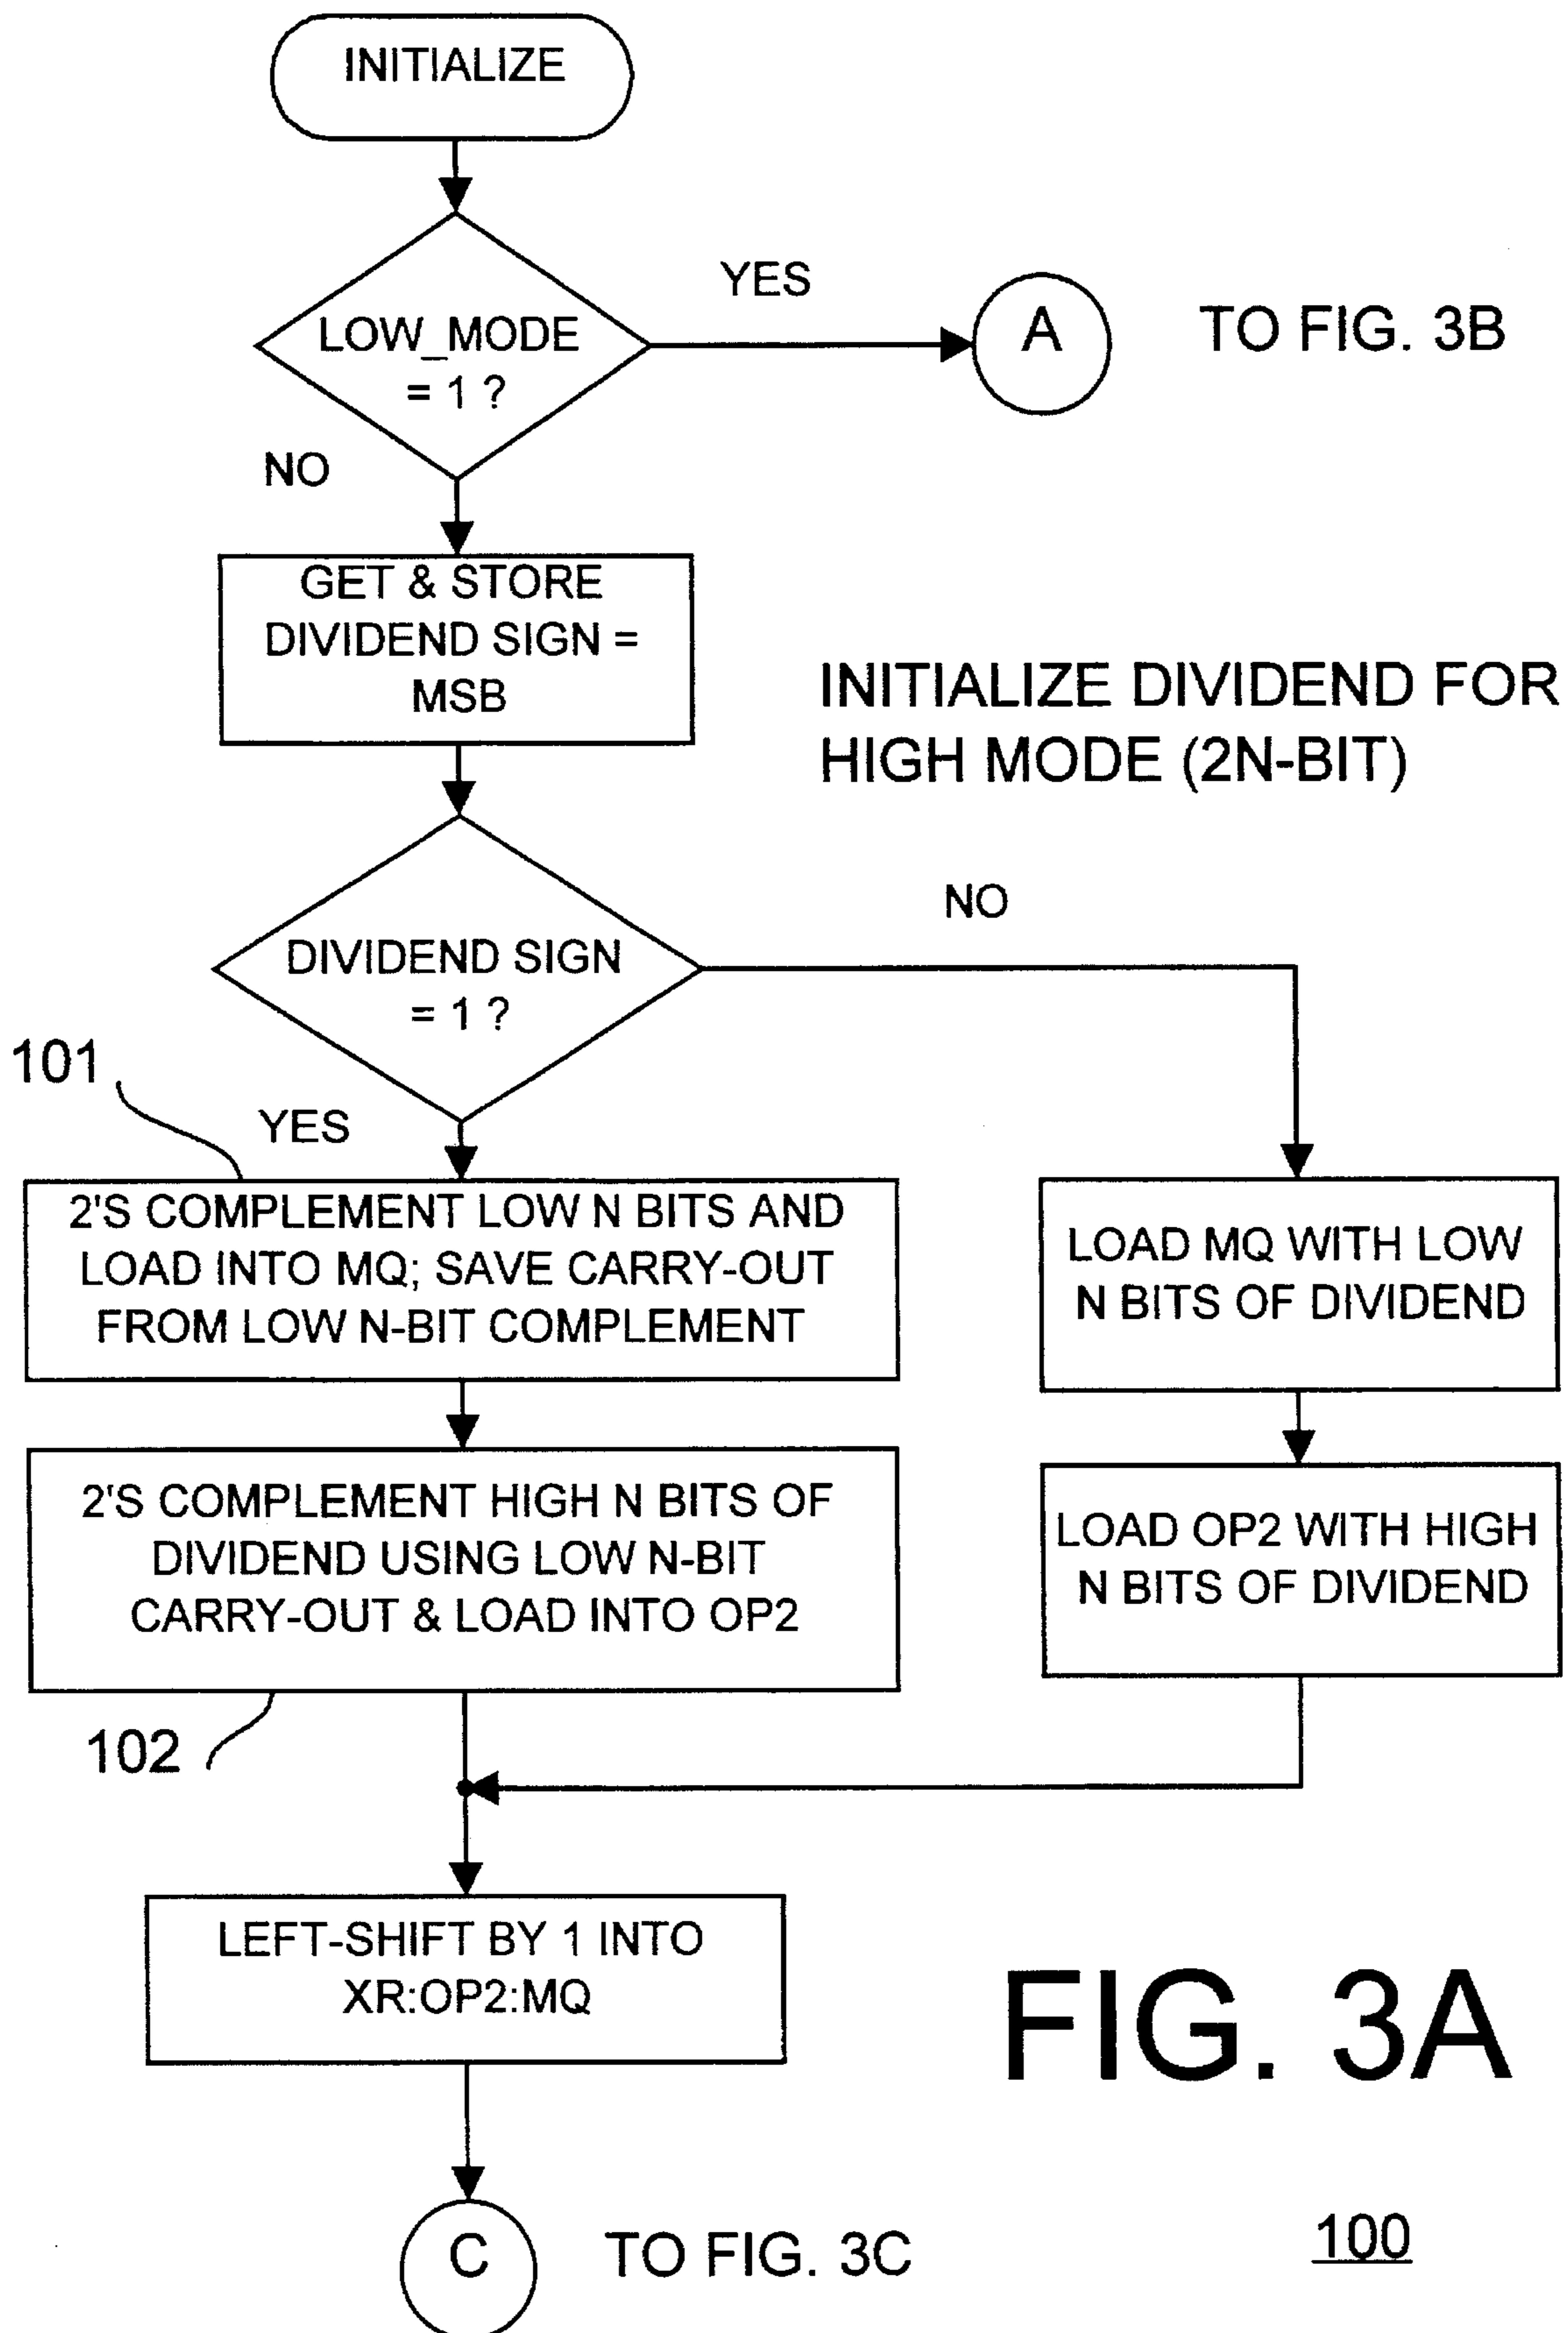 INITIALIZE
YES
LOW_MODE
= 1 ?
A
TO FIG. 3B
NO
GET & STORE
DIVIDEND SIGN =
MSB
INITIALIZE DIVIDEND FOR
HIGH MODE (2N-BIT)
NO
DIVIDEND SIGN
= 1 ?
101
YES
2'S COMPLEMENT LOW N BITS AND
LOAD INTO MQ; SAVE CARRY-OUT
FROM LOW N-BIT COMPLEMENT
LOAD MQ WITH LOW
N BITS OF DIVIDEND
2'S COMPLEMENT HIGH N BITS OF
DIVIDEND USING LOW N-BIT
CARRY-OUT & LOAD INTO OP2
LOAD OP2 WITH HIGH
N BITS OF DIVIDEND
102
LEFT-SHIFT BY 1 INTO
XR:OP2:MQ
FIG. 3A
C
TO FIG. 3C
100